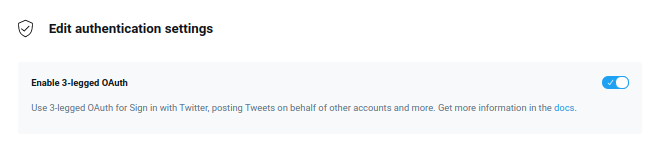 Edit authentication settings
Enable 3-legged OAuth
Use 3-legged OAuth for Sign in with Twitter, posting Tweets on behalf of other accounts and more. Get more information in the docs.